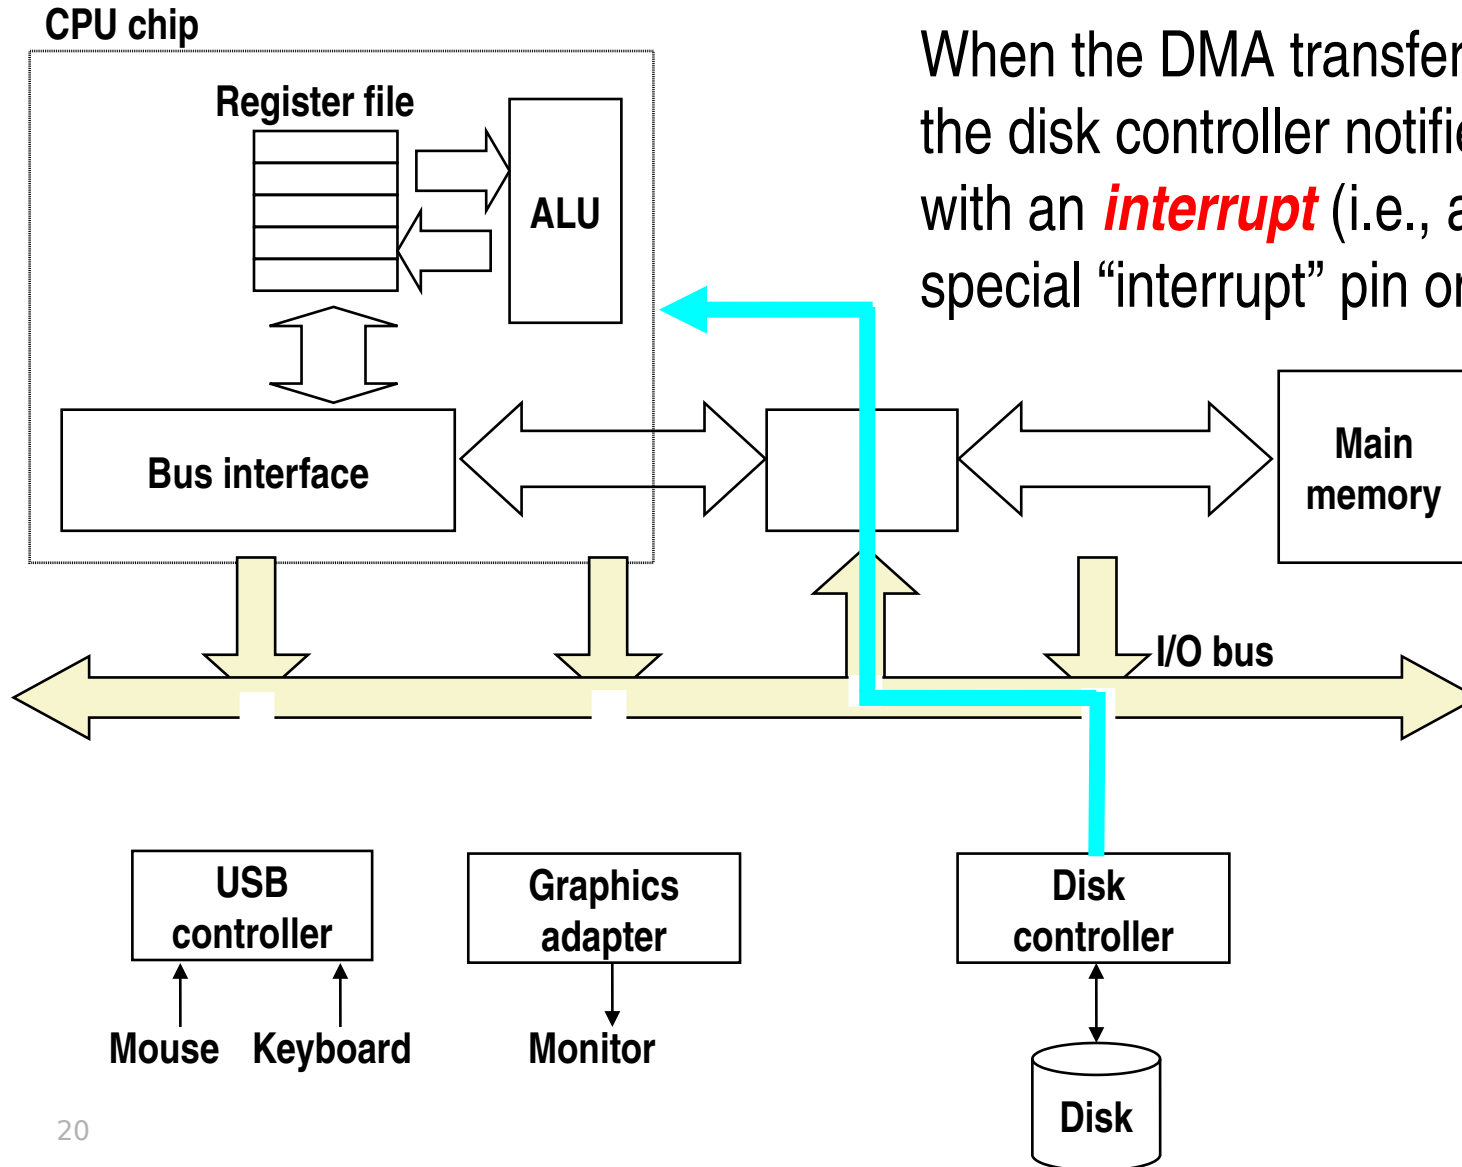 CPU chip
When the DMA transfer
the disk controller notifie
with an interrupt (i.e., a
special “interrupt” pin or
Register file
ALU
Bus interface
Main
memory
I/O bus
USB
controller
Graphics
adapter
Disk
controller
Mouse Keyboard
Monitor
Disk
20